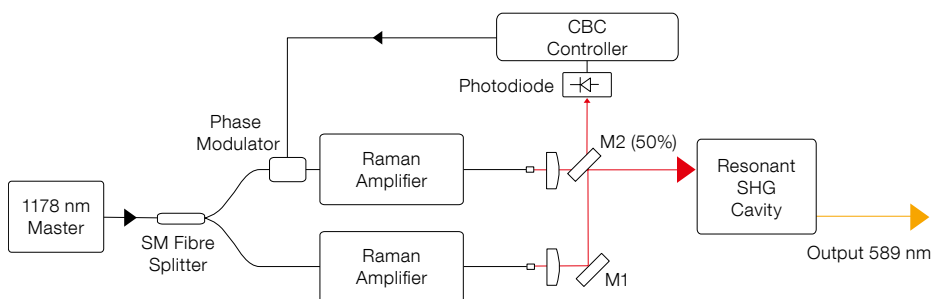 CBC
Controller
Photodiode
Phase
Modulator
M2 (50%)
Raman
Amplifier
Resonant
SHG
Cavity
1178 nm
Master
SM Fibre
Splitter
Raman
Amplifier
M1
Output 589 nm